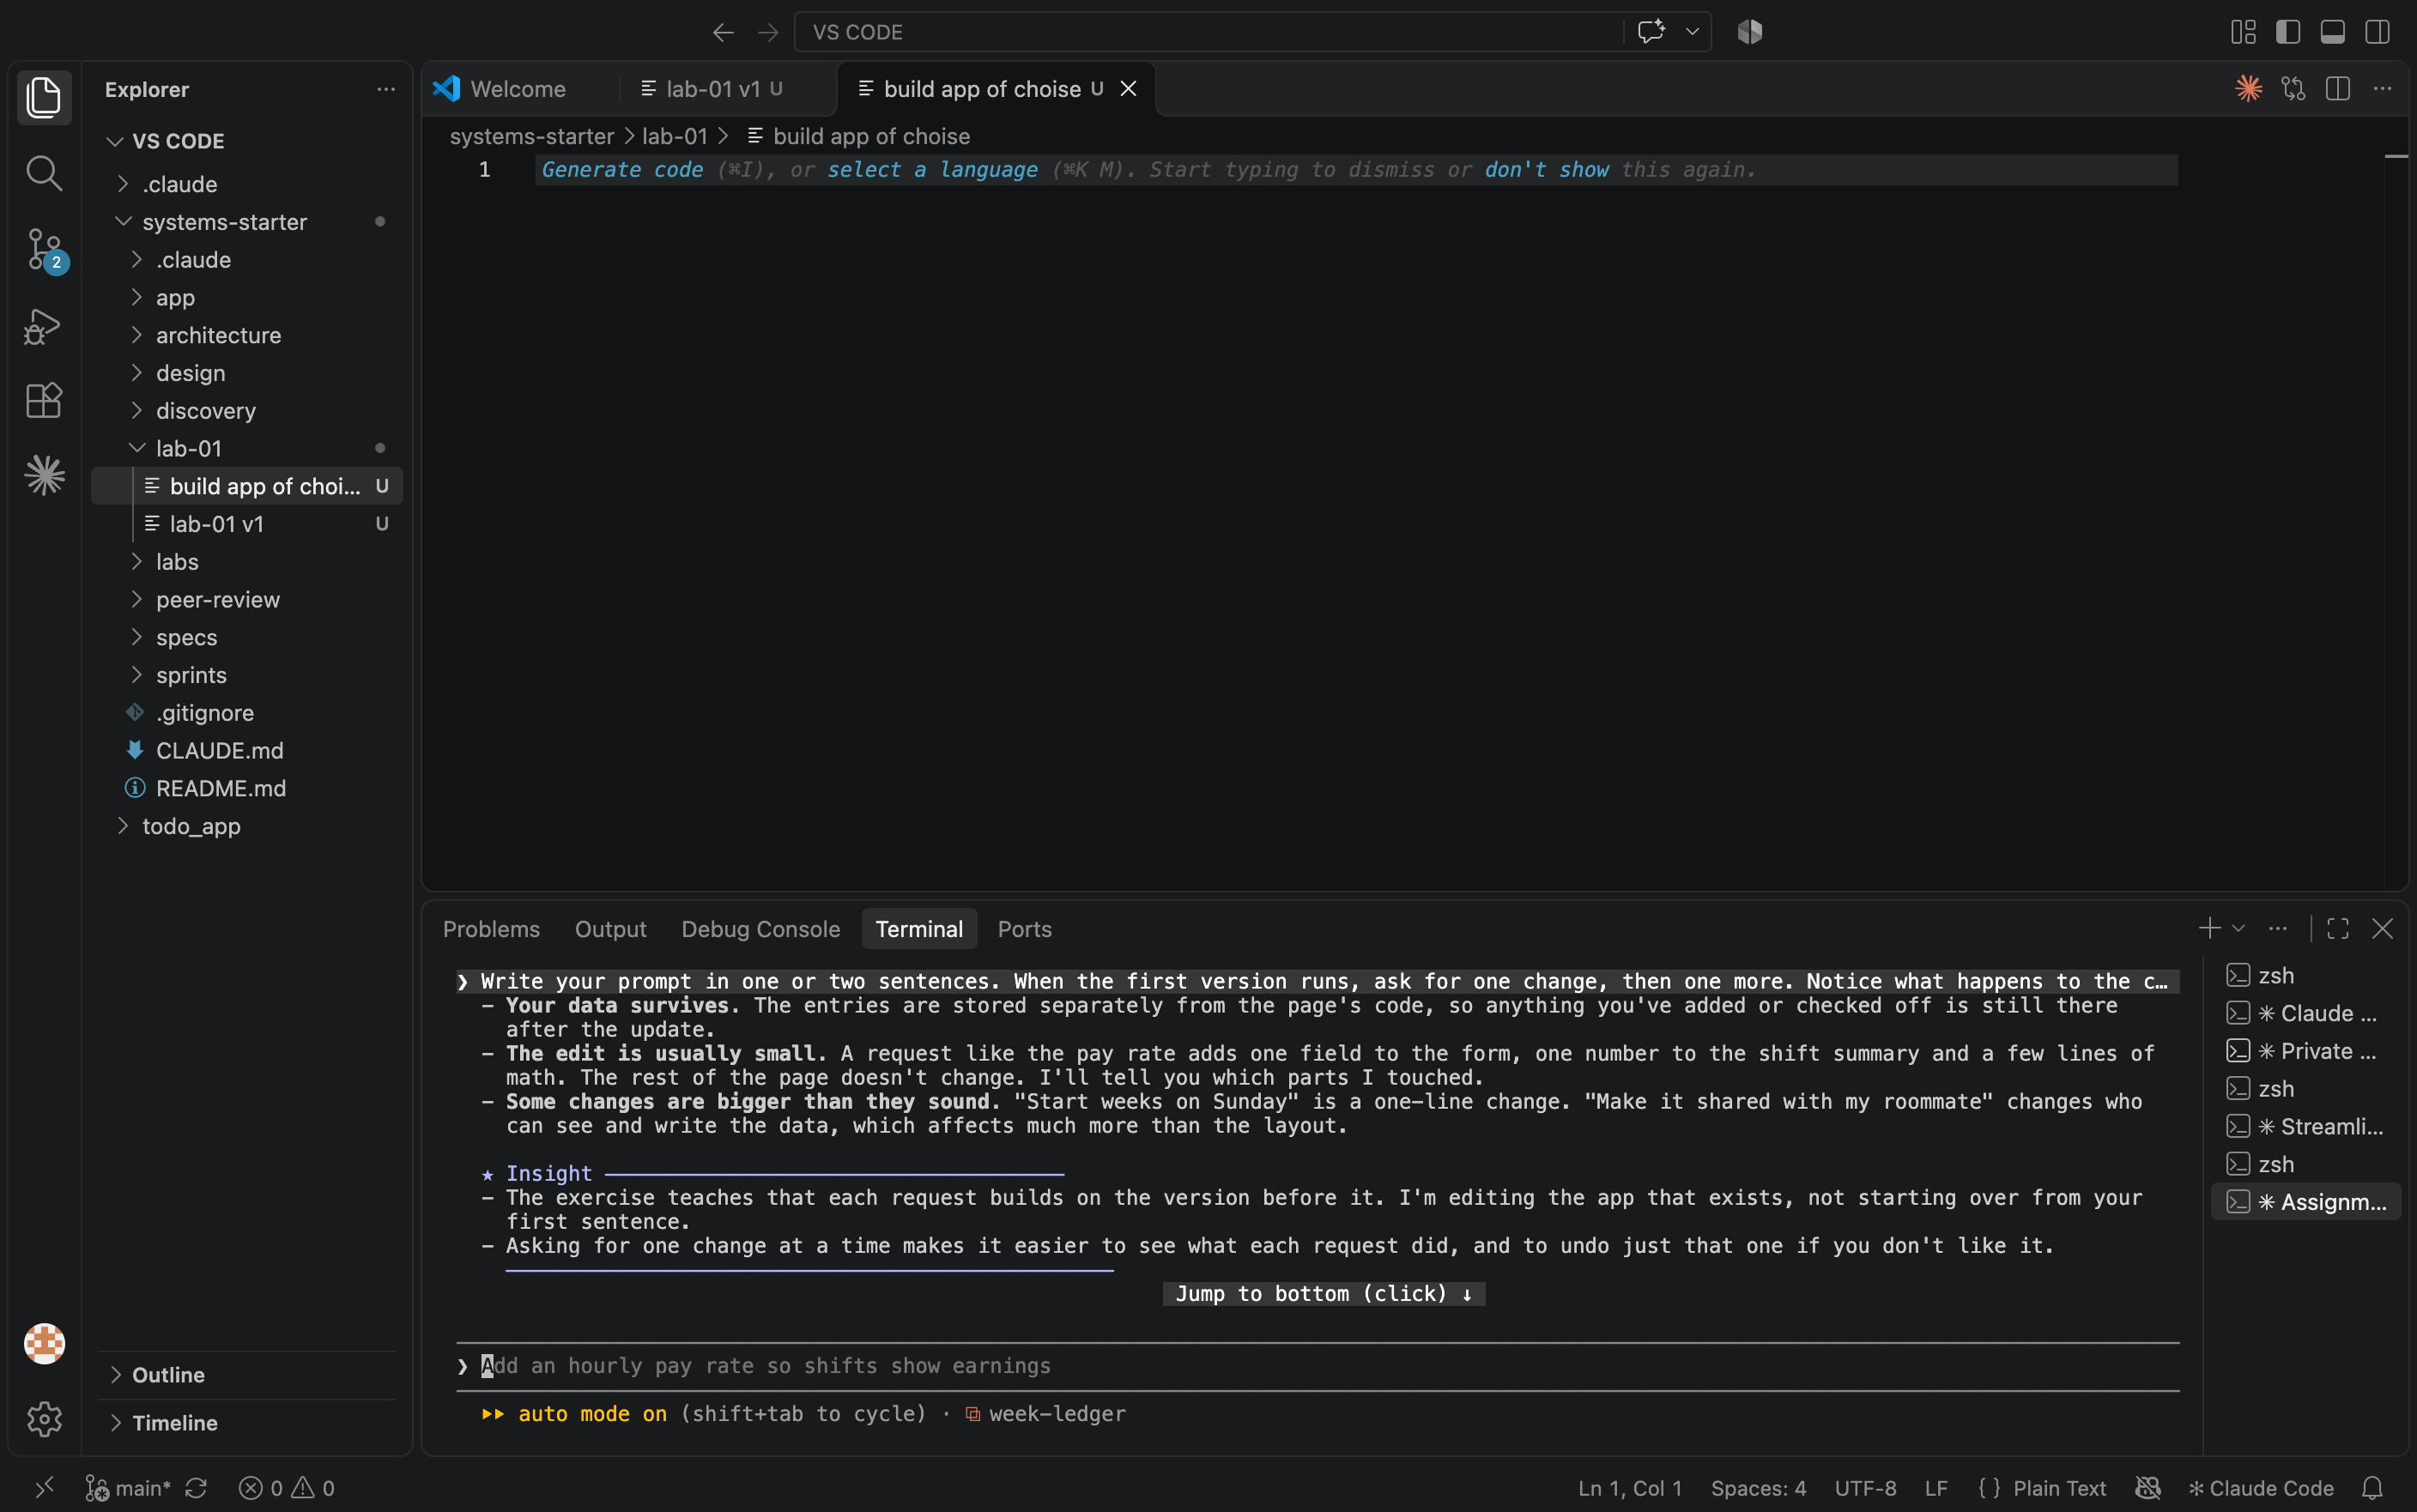 VS CODE
Explorer
VS CODE
.claude
systems-starter
.claude
app
architecture
design
discovery
lab-01
build app of choi... U
lab-01 v1 U
labs
peer-review
specs
sprints
.gitignore
CLAUDE.md
README.md
todo_app
Outline
Timeline
2
Welcome
lab-01 v1 U
build app of choise U
systems-starter > lab-01 > build app of choise
1 Generate code (⌘I), or select a language (⌘K M). Start typing to dismiss or don't show this again.
Problems Output Debug Console Terminal Ports
❯ Write your prompt in one or two sentences. When the first version runs, ask for one change, then one more. Notice what happens to the c…
– Your data survives. The entries are stored separately from the page's code, so anything you've added or checked off is still there
after the update.
– The edit is usually small. A request like the pay rate adds one field to the form, one number to the shift summary and a few lines of
math. The rest of the page doesn't change. I'll tell you which parts I touched.
– Some changes are bigger than they sound. "Start weeks on Sunday" is a one-line change. "Make it shared with my roommate" changes who
can see and write the data, which affects much more than the layout.
★ Insight
– The exercise teaches that each request builds on the version before it. I'm editing the app that exists, not starting over from your
first sentence.
– Asking for one change at a time makes it easier to see what each request did, and to undo just that one if you don't like it.
Jump to bottom (click) ↓
❯ Add an hourly pay rate so shifts show earnings
⏵⏵ auto mode on (shift+tab to cycle) · ⧉ week-ledger
zsh
✳ Claude ...
✳ Private ...
zsh
✳ Streamli...
zsh
✳ Assignm...
main* 0 0
Ln 1, Col 1 Spaces: 4 UTF-8 LF {} Plain Text ✻ Claude Code